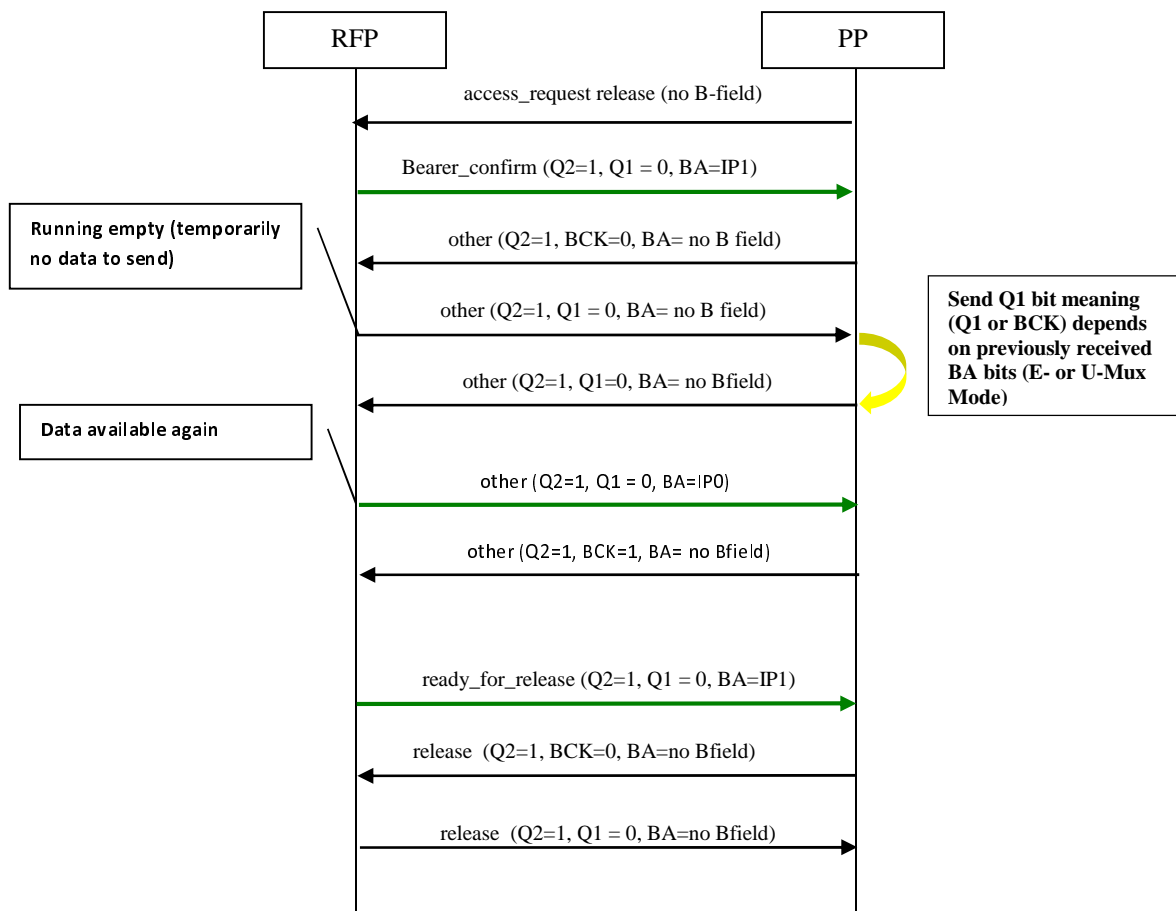 RFP
PP
access_request release (no B-field)
Bearer_confirm (Q2=1, Q1 = 0, BA=IP1)
Running empty (temporarily
no data to send)
other (Q2=1, BCK=0, BA= no B field)
other (Q2=1, Q1 = 0, BA= no B field)
Send Q1 bit meaning
(Q1 or BCK) depends
on previously received
BA bits (E- or U-Mux
Mode)
other (Q2=1, Q1=0, BA= no Bfield)
Data available again
other (Q2=1, Q1 = 0, BA=IP0)
other (Q2=1, BCK=1, BA= no Bfield)
ready_for_release (Q2=1, Q1 = 0, BA=IP1)
release (Q2=1, BCK=0, BA=no Bfield)
release (Q2=1, Q1 = 0, BA=no Bfield)